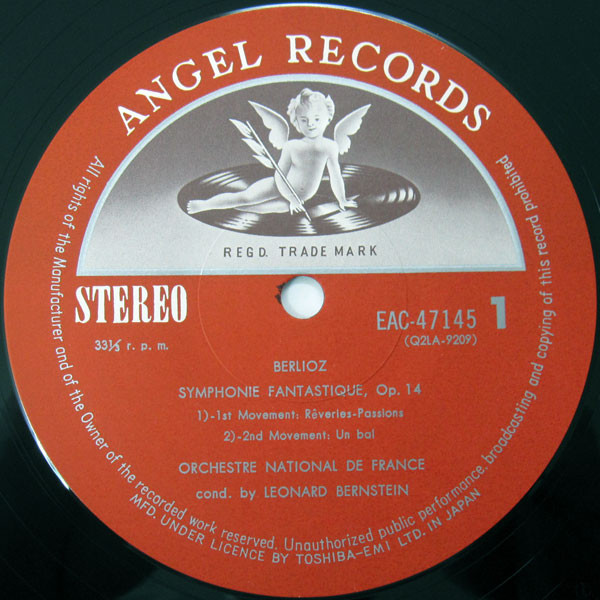 ANGEL RECORDS
REGD. TRADE MARK
STEREO
33⅓ r. p. m.
EAC-47145 1
(Q2LA-9209)
BERLIOZ
SYMPHONIE FANTASTIQUE, Op. 14
1)-1st Movement: Rêveries-Passions
2)-2nd Movement: Un bal
ORCHESTRE NATIONAL DE FRANCE
cond. by LEONARD BERNSTEIN
All rights of the Manufacturer and of the Owner of the recorded work reserved. Unauthorized public performance, broadcasting and copying of this record prohibited
MFD. UNDER LICENCE BY TOSHIBA-EMI LTD. IN JAPAN